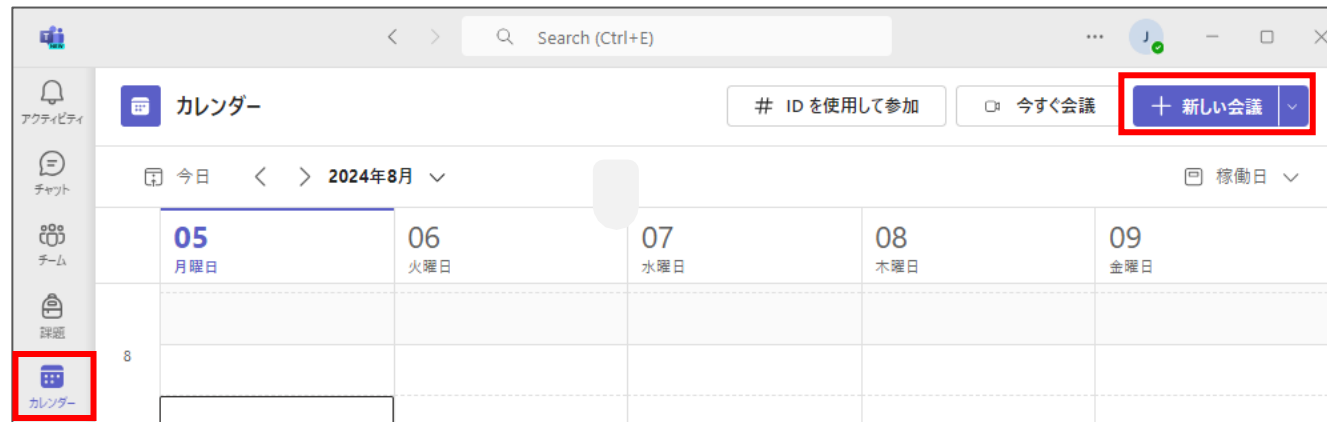 Search (Ctrl+E)
J
アクティビティ
カレンダー
# ID を使用して参加
今すぐ会議
新しい会議
チャット
今日
2024年8月
稼働日
チーム
05
06
07
08
09
月曜日
火曜日
水曜日
木曜日
金曜日
課題
8
カレンダー